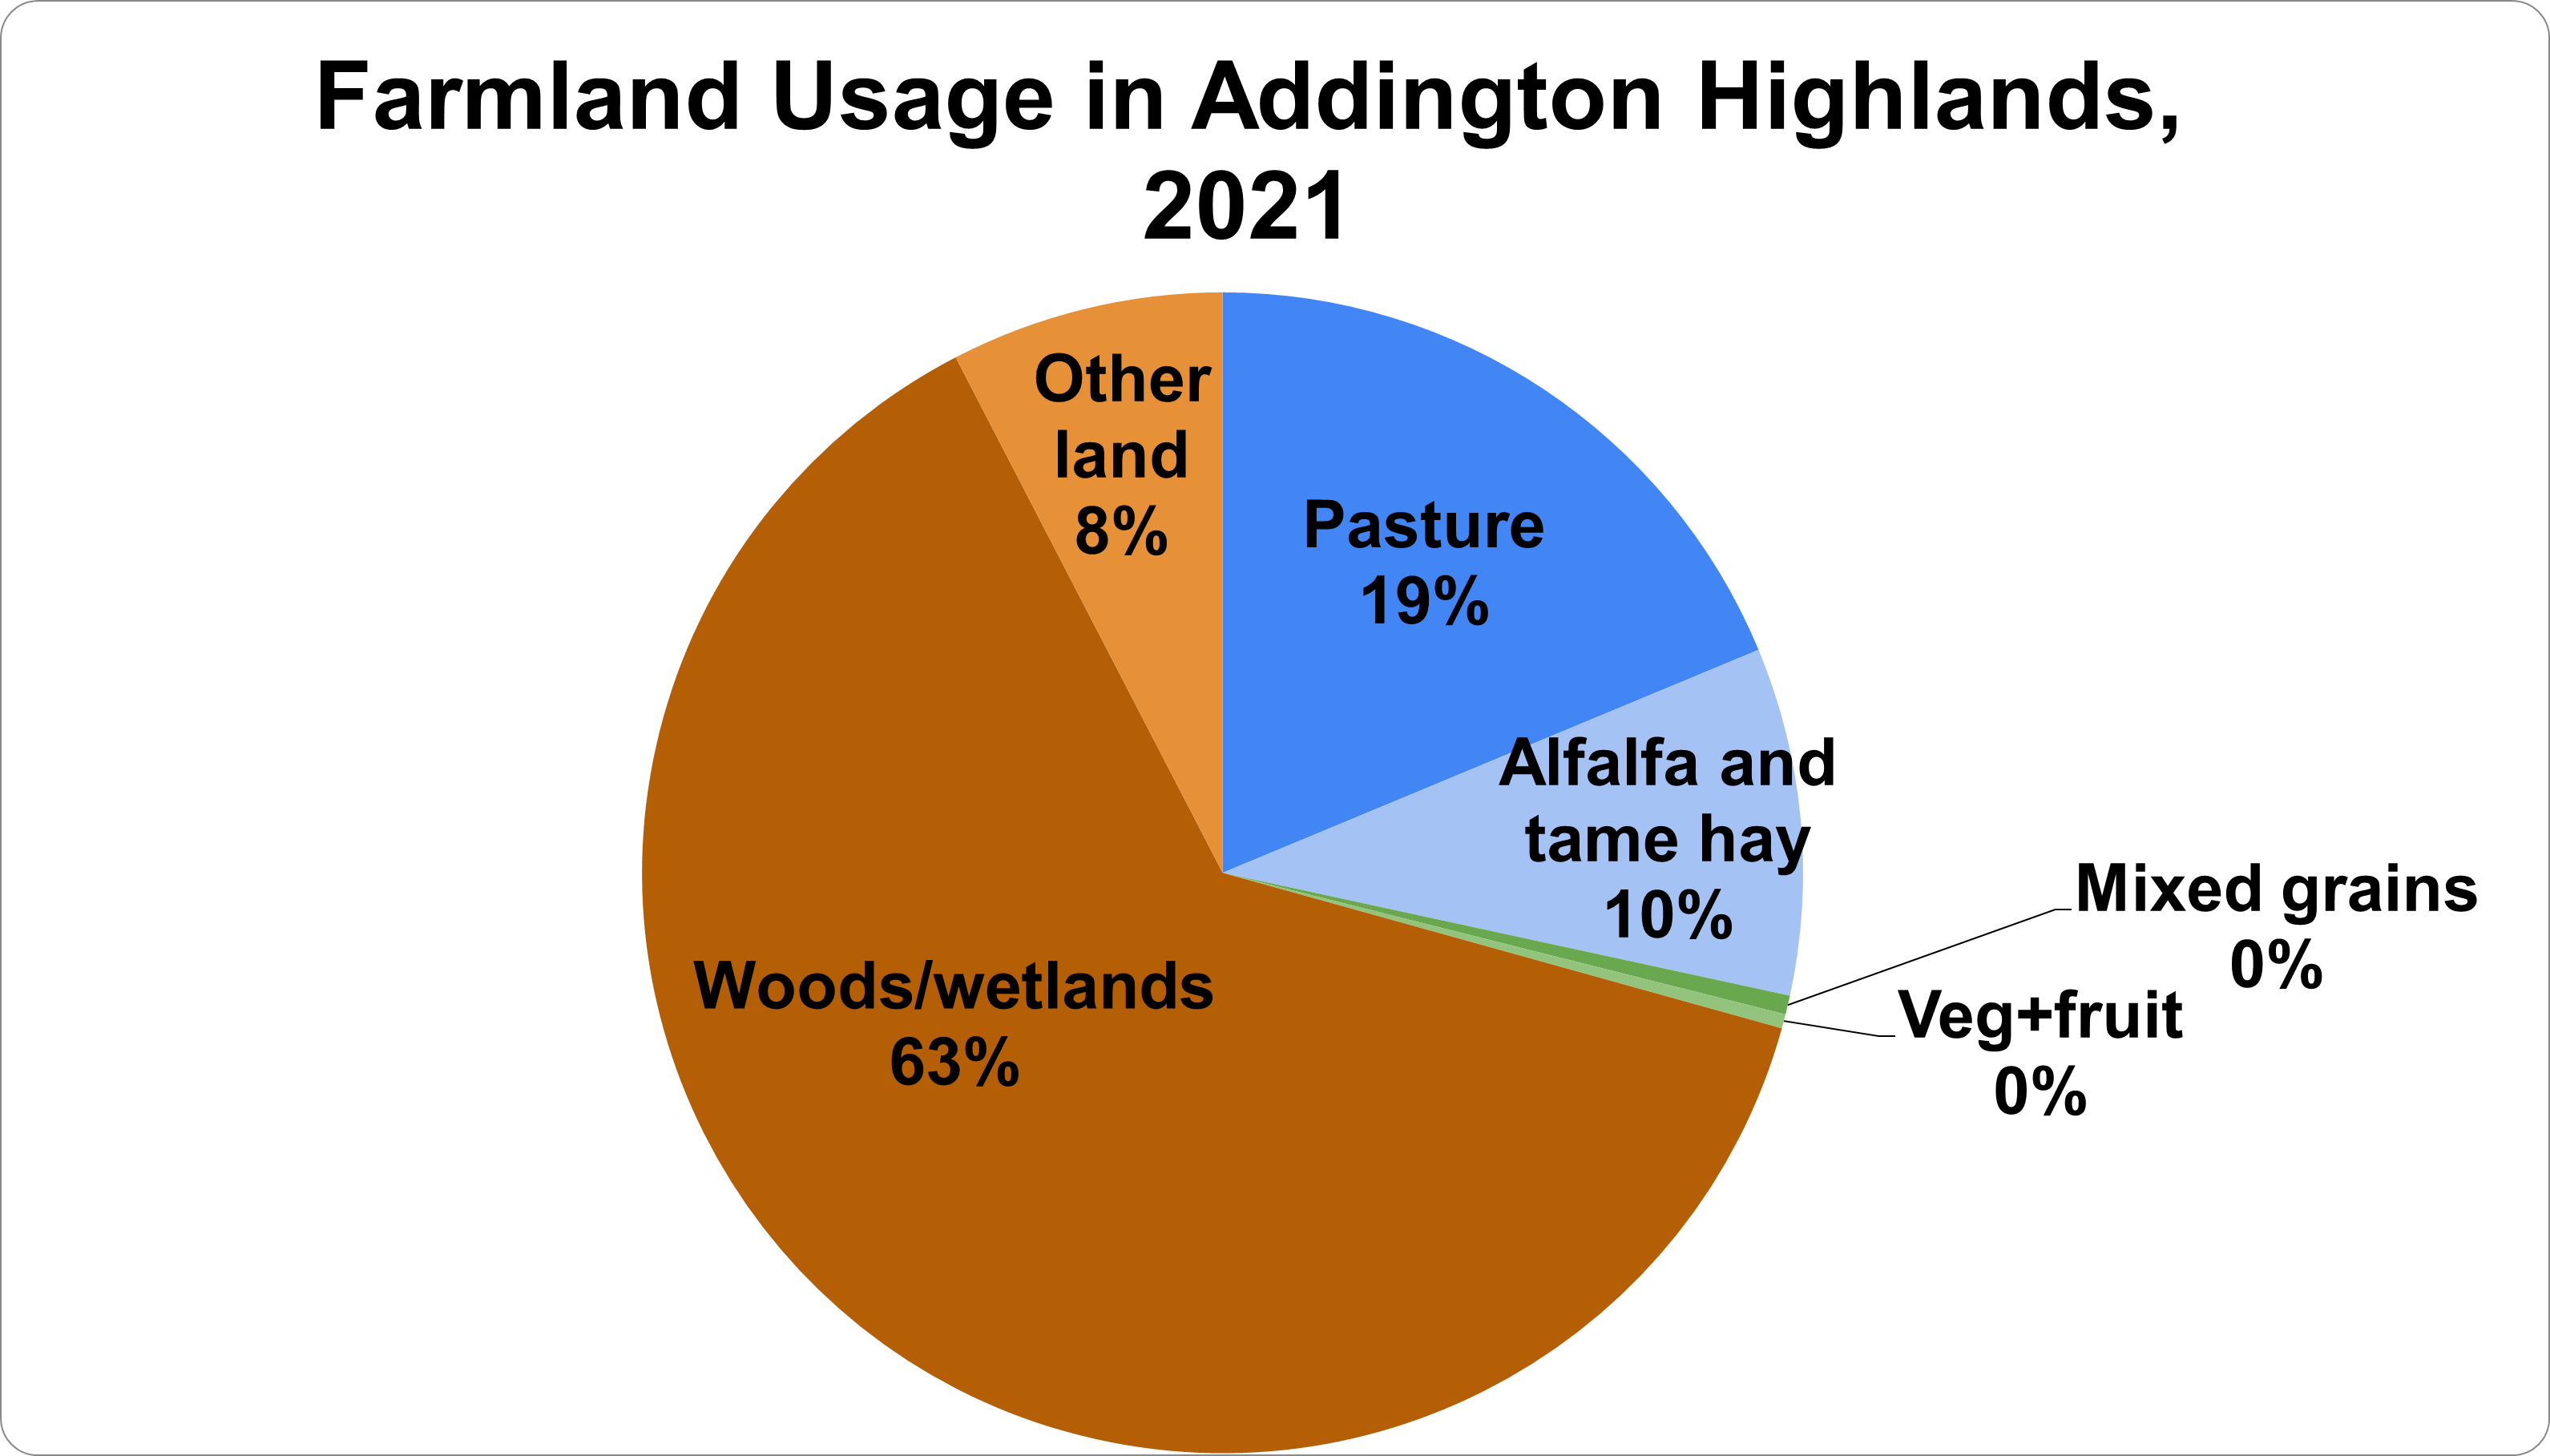 Farmland Usage in Addington Highlands,
2021
Other
land
8%
Pasture
19%
Alfalfa and
tame hay
10%
Mixed grains
0%
Veg+fruit
0%
Woods/wetlands
63%